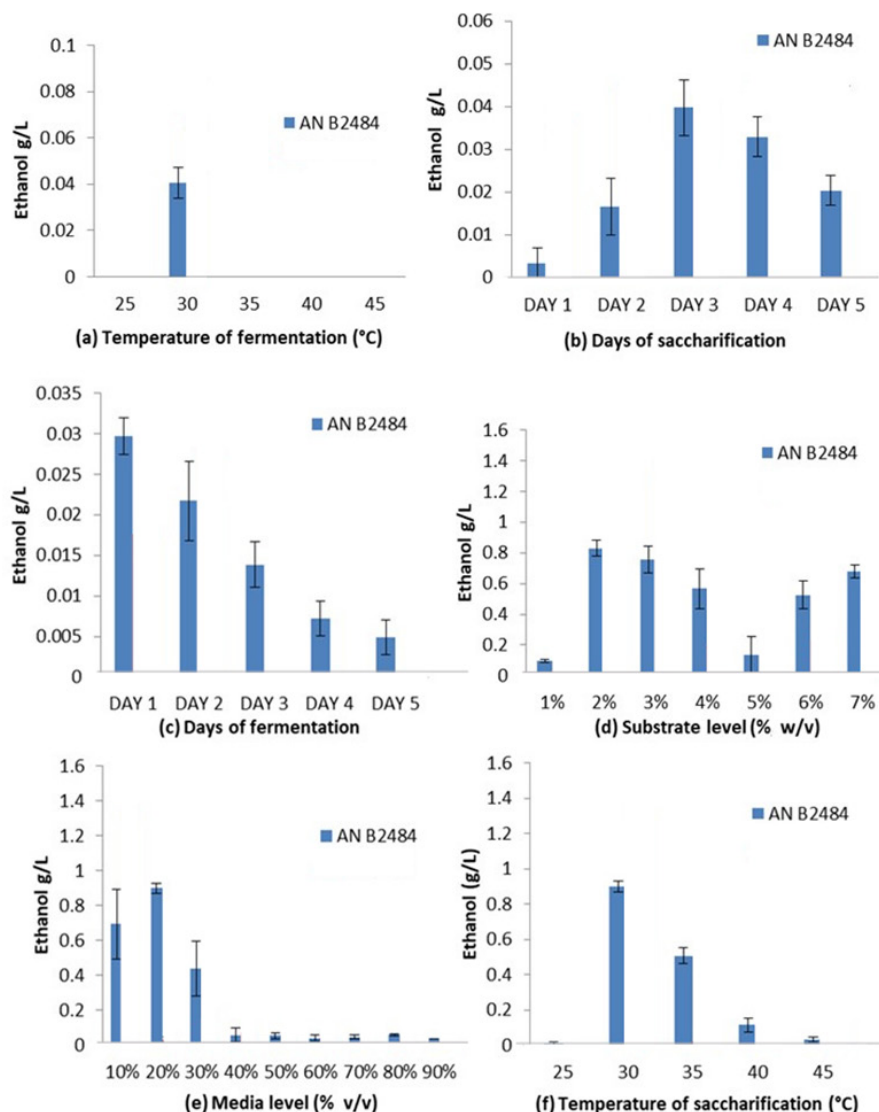 0.1
0.08
0.06
0.04
0.02
0
Ethanol g/L
AN B2484
25 30 35 40 45
(a) Temperature of fermentation (°C)
0.06
0.05
0.04
0.03
0.02
0.01
0
Ethanol g/L
AN B2484
DAY 1 DAY 2 DAY 3 DAY 4 DAY 5
(b) Days of saccharification
0.035
0.03
0.025
0.02
0.015
0.01
0.005
0
Ethanol g/L
AN B2484
DAY 1 DAY 2 DAY 3 DAY 4 DAY 5
(c) Days of fermentation
1.6
1.4
1.2
1
0.8
0.6
0.4
0.2
0
Ethanol g/L
AN B2484
1% 2% 3% 4% 5% 6% 7%
(d) Substrate level (% w/v)
1.6
1.4
1.2
1
0.8
0.6
0.4
0.2
0
Ethanol g/L
AN B2484
10% 20% 30% 40% 50% 60% 70% 80% 90%
(e) Media level (% v/v)
1.6
1.4
1.2
1
0.8
0.6
0.4
0.2
0
Ethanol (g/L)
AN B2484
25 30 35 40 45
(f) Temperature of saccharification (°C)